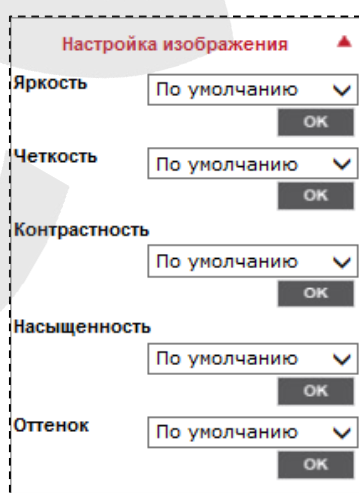 Настройка изображения
Яркость По умолчанию
OK
Четкость По умолчанию
OK
Контрастность
По умолчанию
OK
Насыщенность
По умолчанию
OK
Оттенок По умолчанию
OK